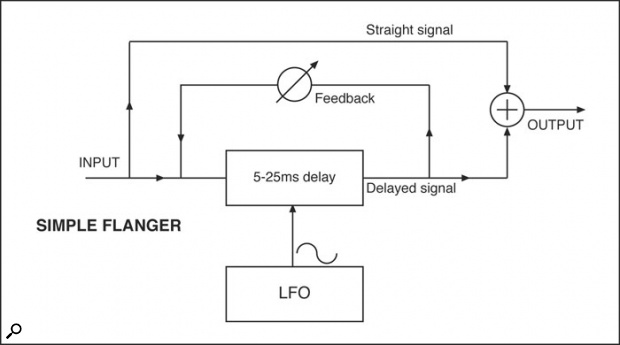 Straight signal
Feedback
OUTPUT
INPUT
5-25ms delay
Delayed signal
SIMPLE FLANGER
LFO